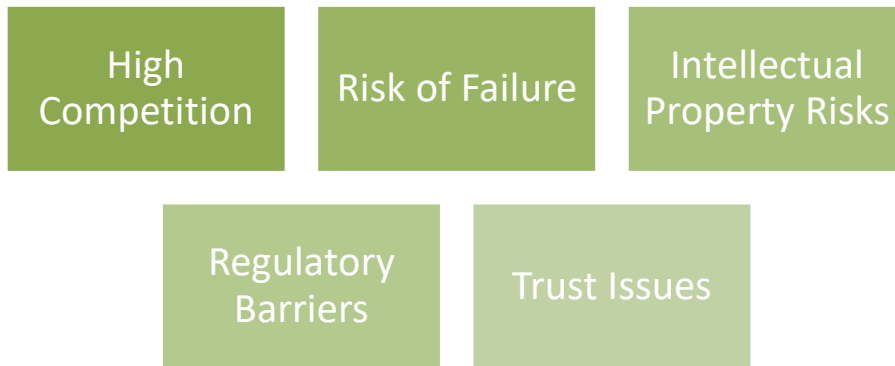 High
Competition
Risk of Failure
Intellectual
Property Risks
Regulatory
Barriers
Trust Issues